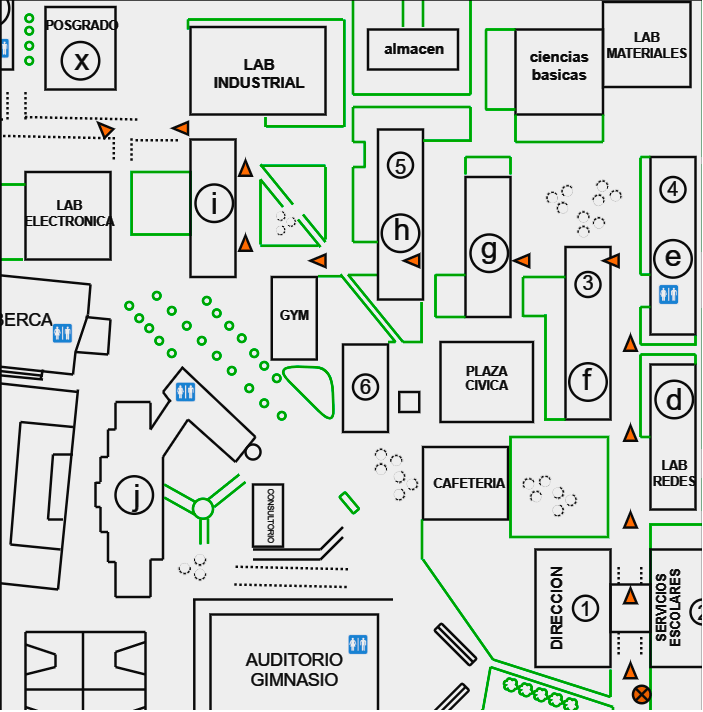 POSGRADO
X
LAB
INDUSTRIAL
almacen
ciencias
basicas
LAB
MATERIALES
LAB
ELECTRONICA
i
5
h
g
4
e
3
f
BERCA
GYM
6
PLAZA
CIVICA
d
LAB
REDES
j
CONSULTORIO
CAFETERIA
DIRECCION
1
SERVICIOS
ESCOLARES
2
AUDITORIO
GIMNASIO